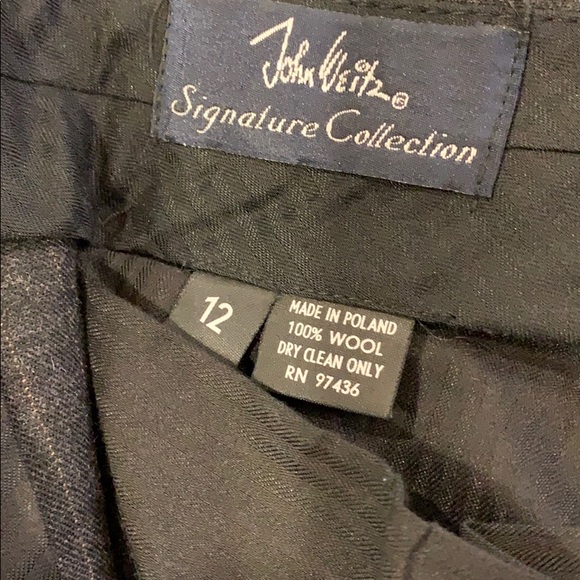 John Weitz®
Signature Collection
12
MADE IN POLAND
100% WOOL
DRY CLEAN ONLY
RN 97436